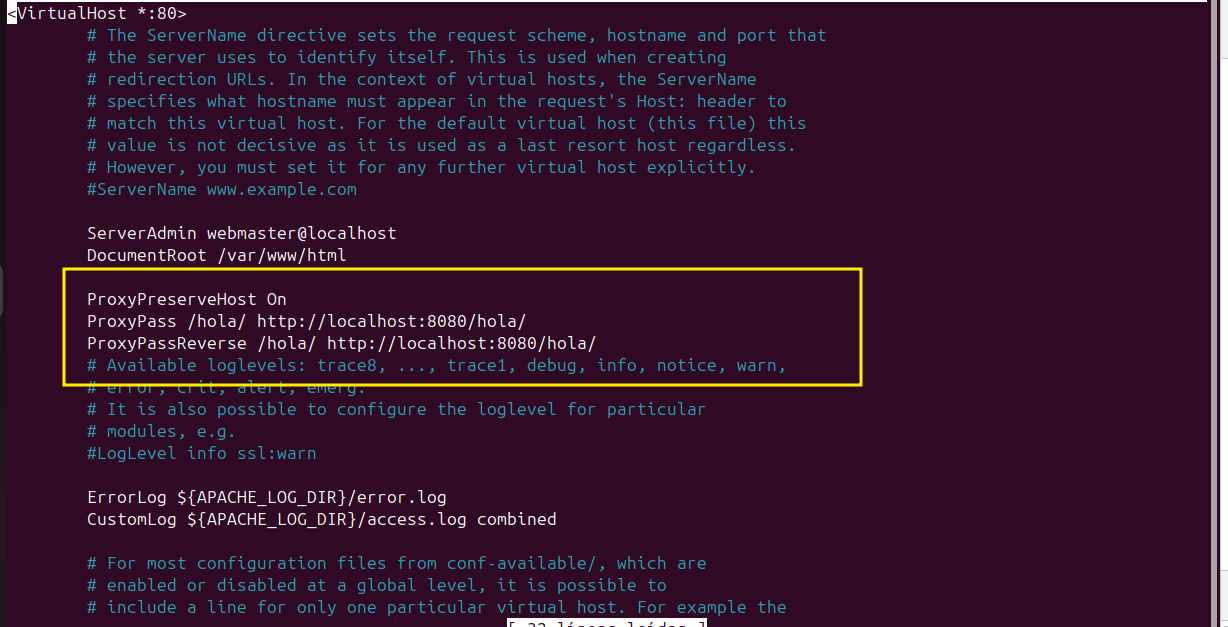 <VirtualHost *:80>
# The ServerName directive sets the request scheme, hostname and port that
# the server uses to identify itself. This is used when creating
# redirection URLs. In the context of virtual hosts, the ServerName
# specifies what hostname must appear in the request's Host: header to
# match this virtual host. For the default virtual host (this file) this
# value is not decisive as it is used as a last resort host regardless.
# However, you must set it for any further virtual host explicitly.
#ServerName www.example.com
ServerAdmin webmaster@localhost
DocumentRoot /var/www/html
ProxyPreserveHost On
ProxyPass /hola/ http://localhost:8080/hola/
ProxyPassReverse /hola/ http://localhost:8080/hola/
# Available loglevels: trace8, ..., trace1, debug, info, notice, warn,
# error, crit, alert, emerg.
# It is also possible to configure the loglevel for particular
# modules, e.g.
#LogLevel info ssl:warn
ErrorLog ${APACHE_LOG_DIR}/error.log
CustomLog ${APACHE_LOG_DIR}/access.log combined
# For most configuration files from conf-available/, which are
# enabled or disabled at a global level, it is possible to
# include a line for only one particular virtual host. For example the